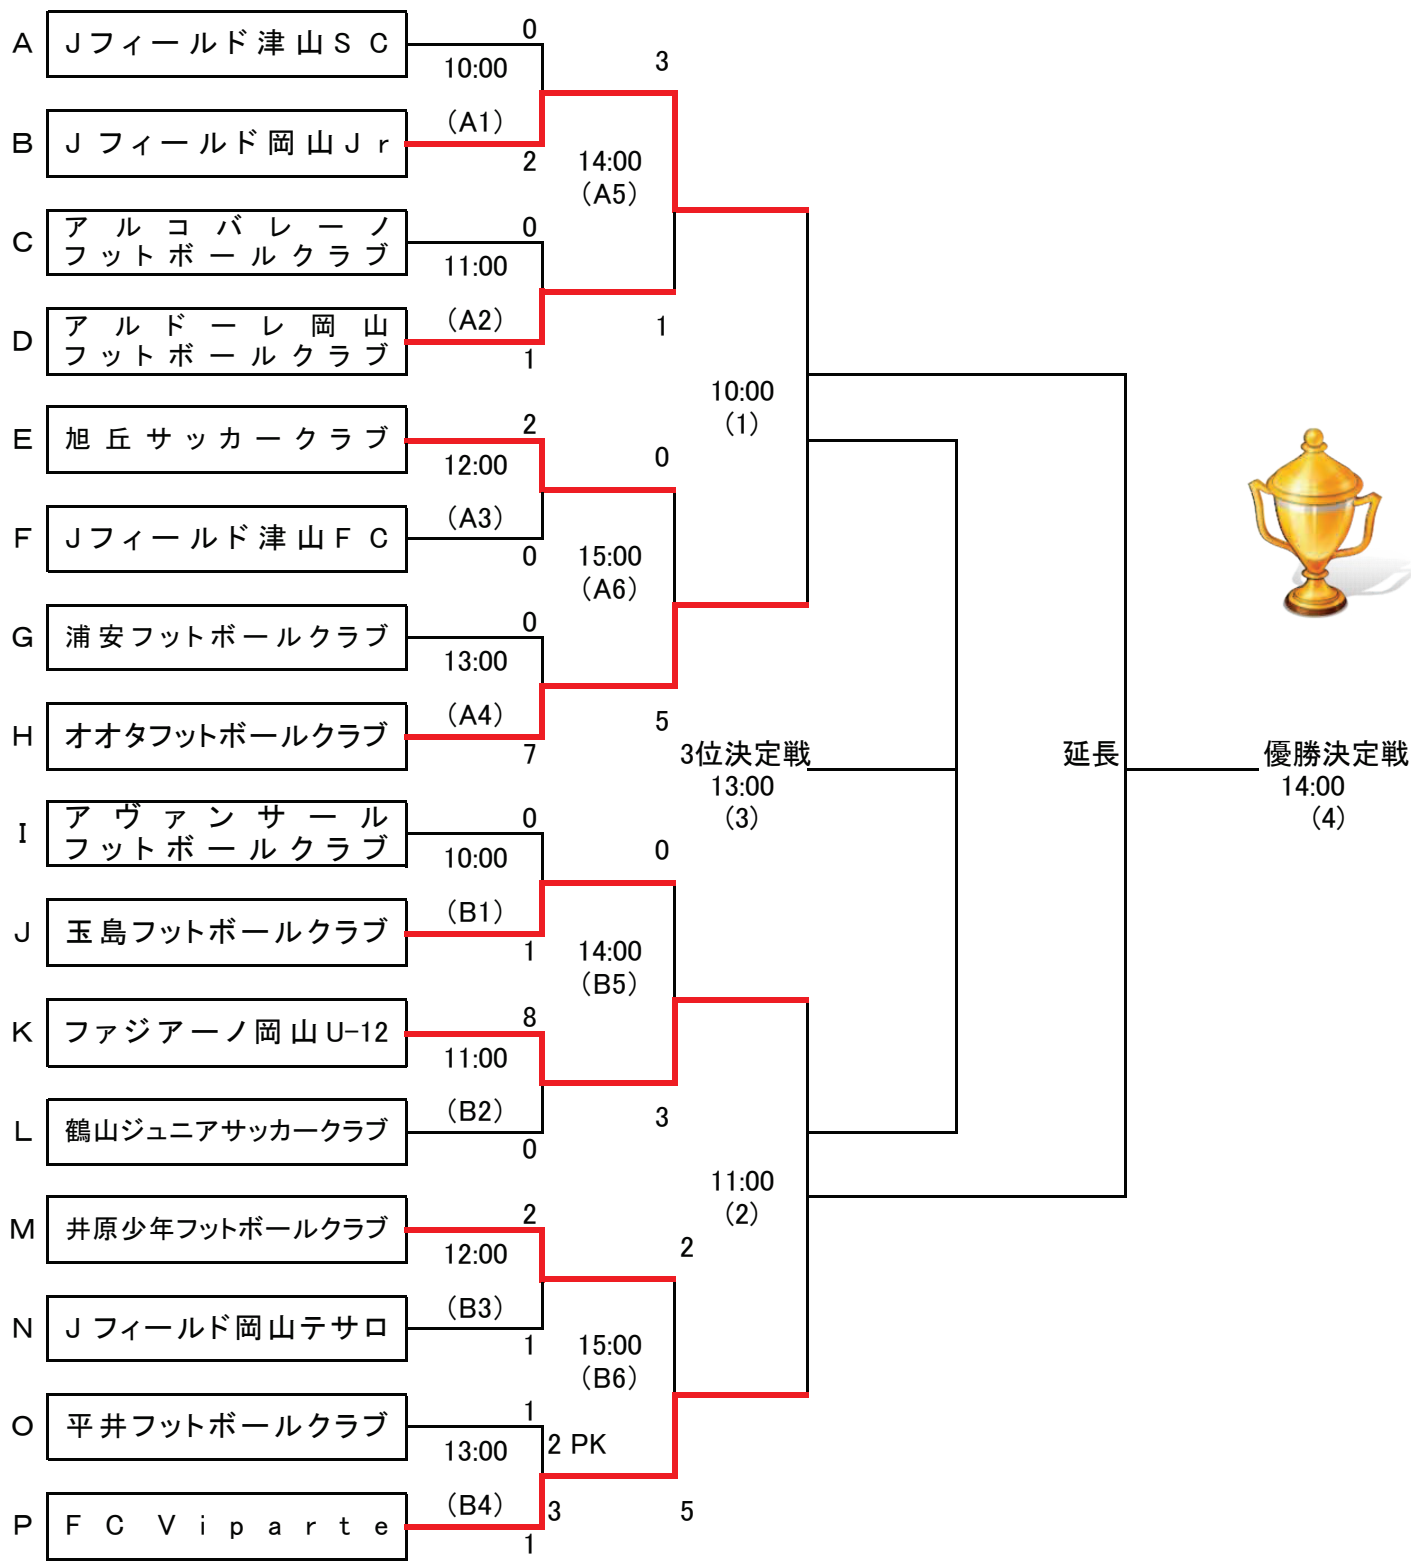 A
Jフィールド津山SC
0
10:00
(A1)
B
Jフィールド岡山Jr
2
3
14:00
(A5)
C
アルコバレーノ
フットボールクラブ
0
11:00
(A2)
D
アルドーレ岡山
フットボールクラブ
1
1
10:00
(1)
E
旭丘サッカークラブ
2
12:00
(A3)
F
Jフィールド津山FC
0
0
15:00
(A6)
G
浦安フットボールクラブ
0
13:00
(A4)
H
オオタフットボールクラブ
7
5
3位決定戦
13:00
(3)
延長
優勝決定戦
14:00
(4)
I
アヴァンサール
フットボールクラブ
0
10:00
(B1)
J
玉島フットボールクラブ
1
0
14:00
(B5)
K
ファジアーノ岡山U-12
8
11:00
(B2)
L
鶴山ジュニアサッカークラブ
0
3
11:00
(2)
M
井原少年フットボールクラブ
2
12:00
(B3)
N
Jフィールド岡山テサロ
1
2
15:00
(B6)
O
平井フットボールクラブ
1
2 PK
13:00
(B4)
P
FC Viparte
3
1
5